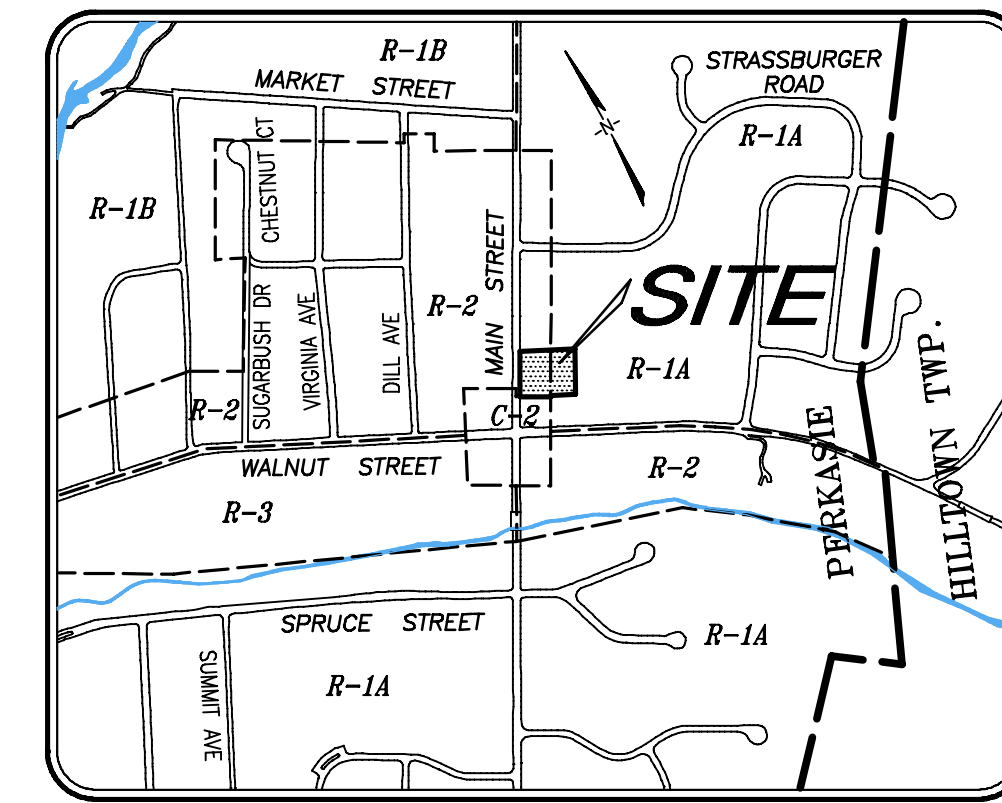 R-1B
MARKET STREET
STRASSBURGER
ROAD
N
R-1A
CHESTNUT CT
R-1B
MAIN STREET
SITE
R-2
SUGARBUSH DR
VIRGINIA AVE
DILL AVE
R-1A
HILLTOWN TWP.
R-2
C-2
PERKASIE
WALNUT STREET
R-2
R-3
SPRUCE STREET
R-1A
SUMMIT AVE
R-1A